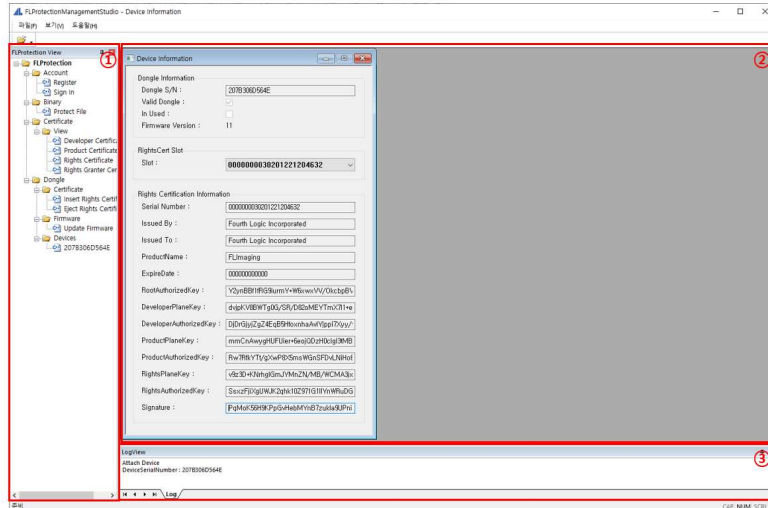 FLProtectionManagementStudio - Device Information
파일(F) 보기(V) 도움말(H)
FLProtection View
①
FLProtection
Account
Register
Sign In
Binary
Protect File
Certificate
View
Developer Certific
Product Certificate
Rights Certificate
Rights Granter Cer
Dongle
Certificate
Insert Rights Certifi
Eject Rights Certifi
Firmware
Update Firmware
Devices
207B306D564E
②
Device Information
Dongle Information
Dongle S/N : 207B306D564E
Valid Dongle :
In Used :
Firmware Version : 11
RightsCert Slot
Slot : 0000000030201221204632
Rights Certification Information
Serial Number : 0000000030201221204632
Issued By : Fourth Logic Incorporated
Issued To : Fourth Logic Incorporated
ProductName : FLImaging
ExpireDate : 000000000000
RootAuthorizedKey :
DeveloperPlaneKey :
DeveloperAuthorizedKey :
ProductPlaneKey :
ProductAuthorizedKey :
RightsPlaneKey :
RightsAuthorizedKey :
Signature :
LogView
③
Attach Device
DeviceSerialNumber : 207B306D564E
Log
준비
CAP NUM SCRL